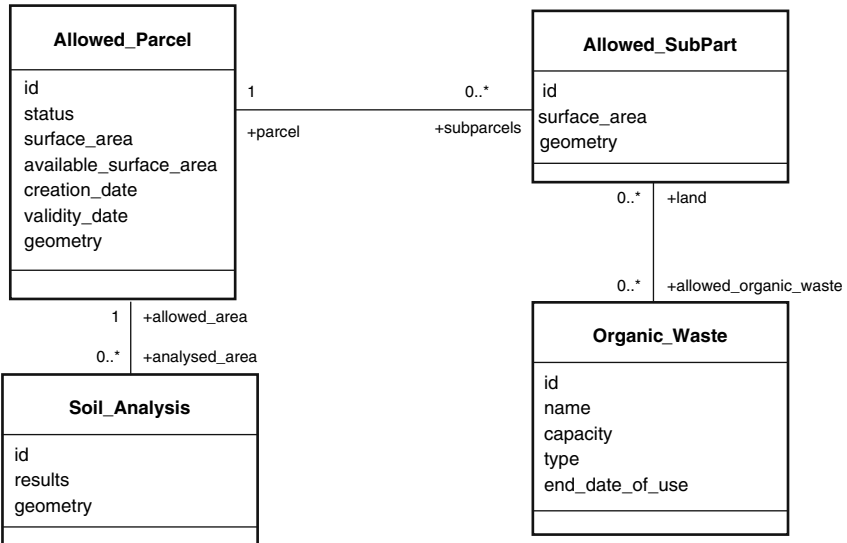 Allowed_Parcel
id
status
surface_area
available_surface_area
creation_date
validity_date
geometry
1
+parcel
0..*
+subparcels
Allowed_SubPart
id
surface_area
geometry
0..* +land
0..* +allowed_organic_waste
Organic_Waste
id
name
capacity
type
end_date_of_use
1 +allowed_area
0..* +analysed_area
Soil_Analysis
id
results
geometry